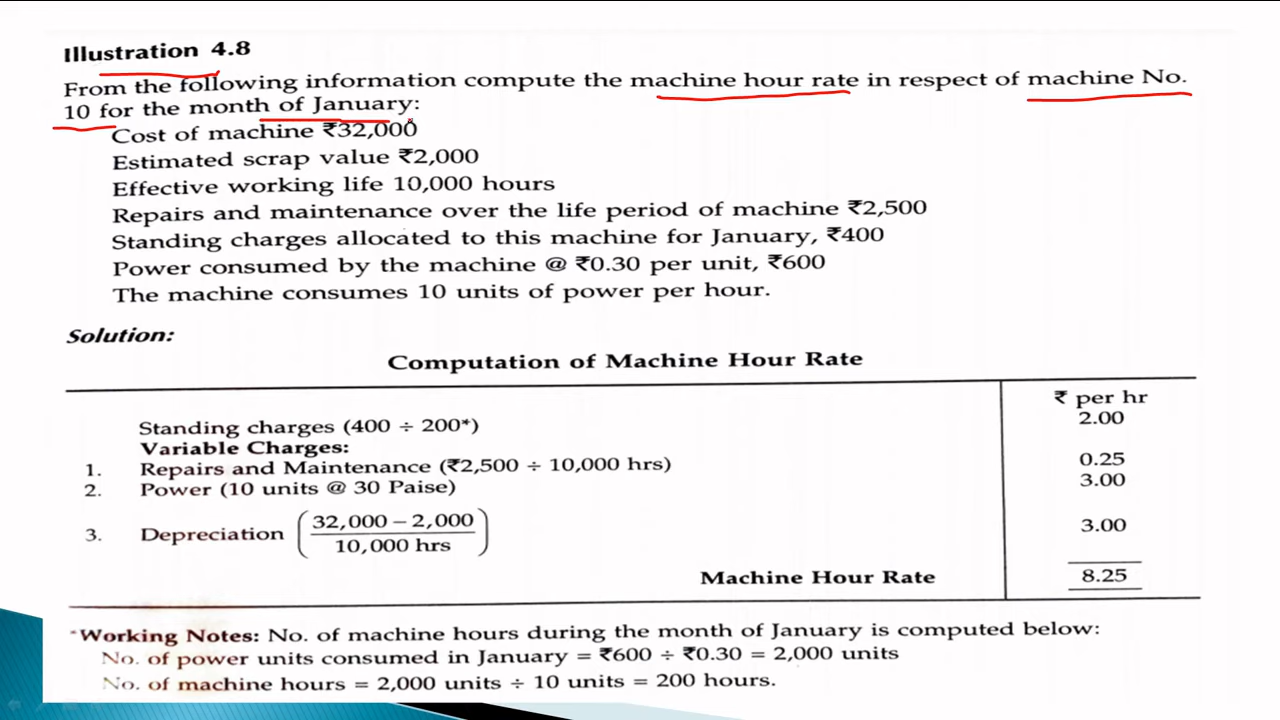 Illustration 4.8
From the following information compute the machine hour rate in respect of machine No.
10 for the month of January:
Cost of machine ₹32,000
Estimated scrap value ₹2,000
Effective working life 10,000 hours
Repairs and maintenance over the life period of machine ₹2,500
Standing charges allocated to this machine for January, ₹400
Power consumed by the machine @ ₹0.30 per unit, ₹600
The machine consumes 10 units of power per hour.
Solution:
Computation of Machine Hour Rate
₹ per hr
Standing charges (400 ÷ 200*) 2.00
Variable Charges:
1. Repairs and Maintenance (₹2,500 ÷ 10,000 hrs) 0.25
2. Power (10 units @ 30 Paise) 3.00
3. Depreciation (32,000 – 2,000 / 10,000 hrs) 3.00
Machine Hour Rate 8.25
*Working Notes: No. of machine hours during the month of January is computed below:
No. of power units consumed in January = ₹600 ÷ ₹0.30 = 2,000 units
No. of machine hours = 2,000 units ÷ 10 units = 200 hours.